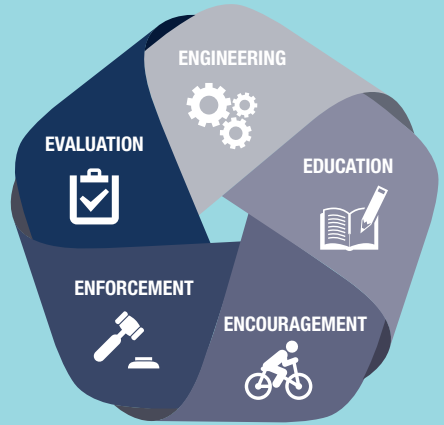 ENGINEERING
EDUCATION
ENCOURAGEMENT
ENFORCEMENT
EVALUATION